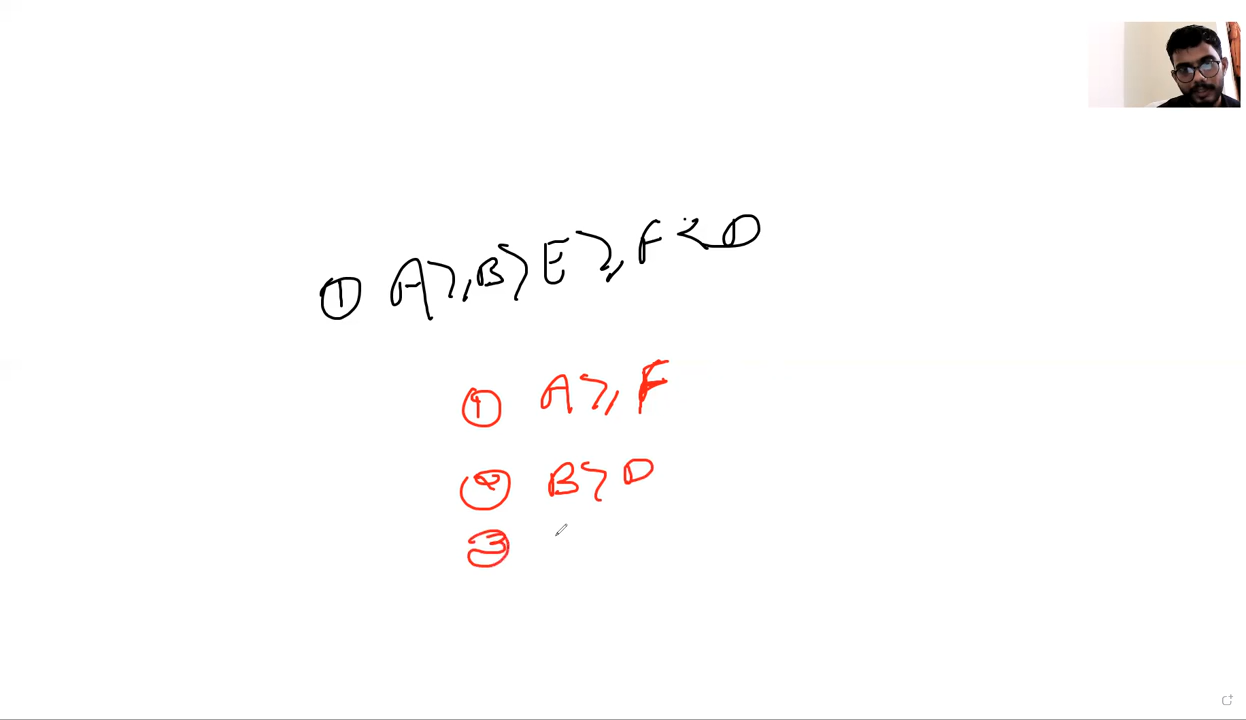 ① A ≥ B > E ≥ F < D
① A ≥ F
② B > D
③